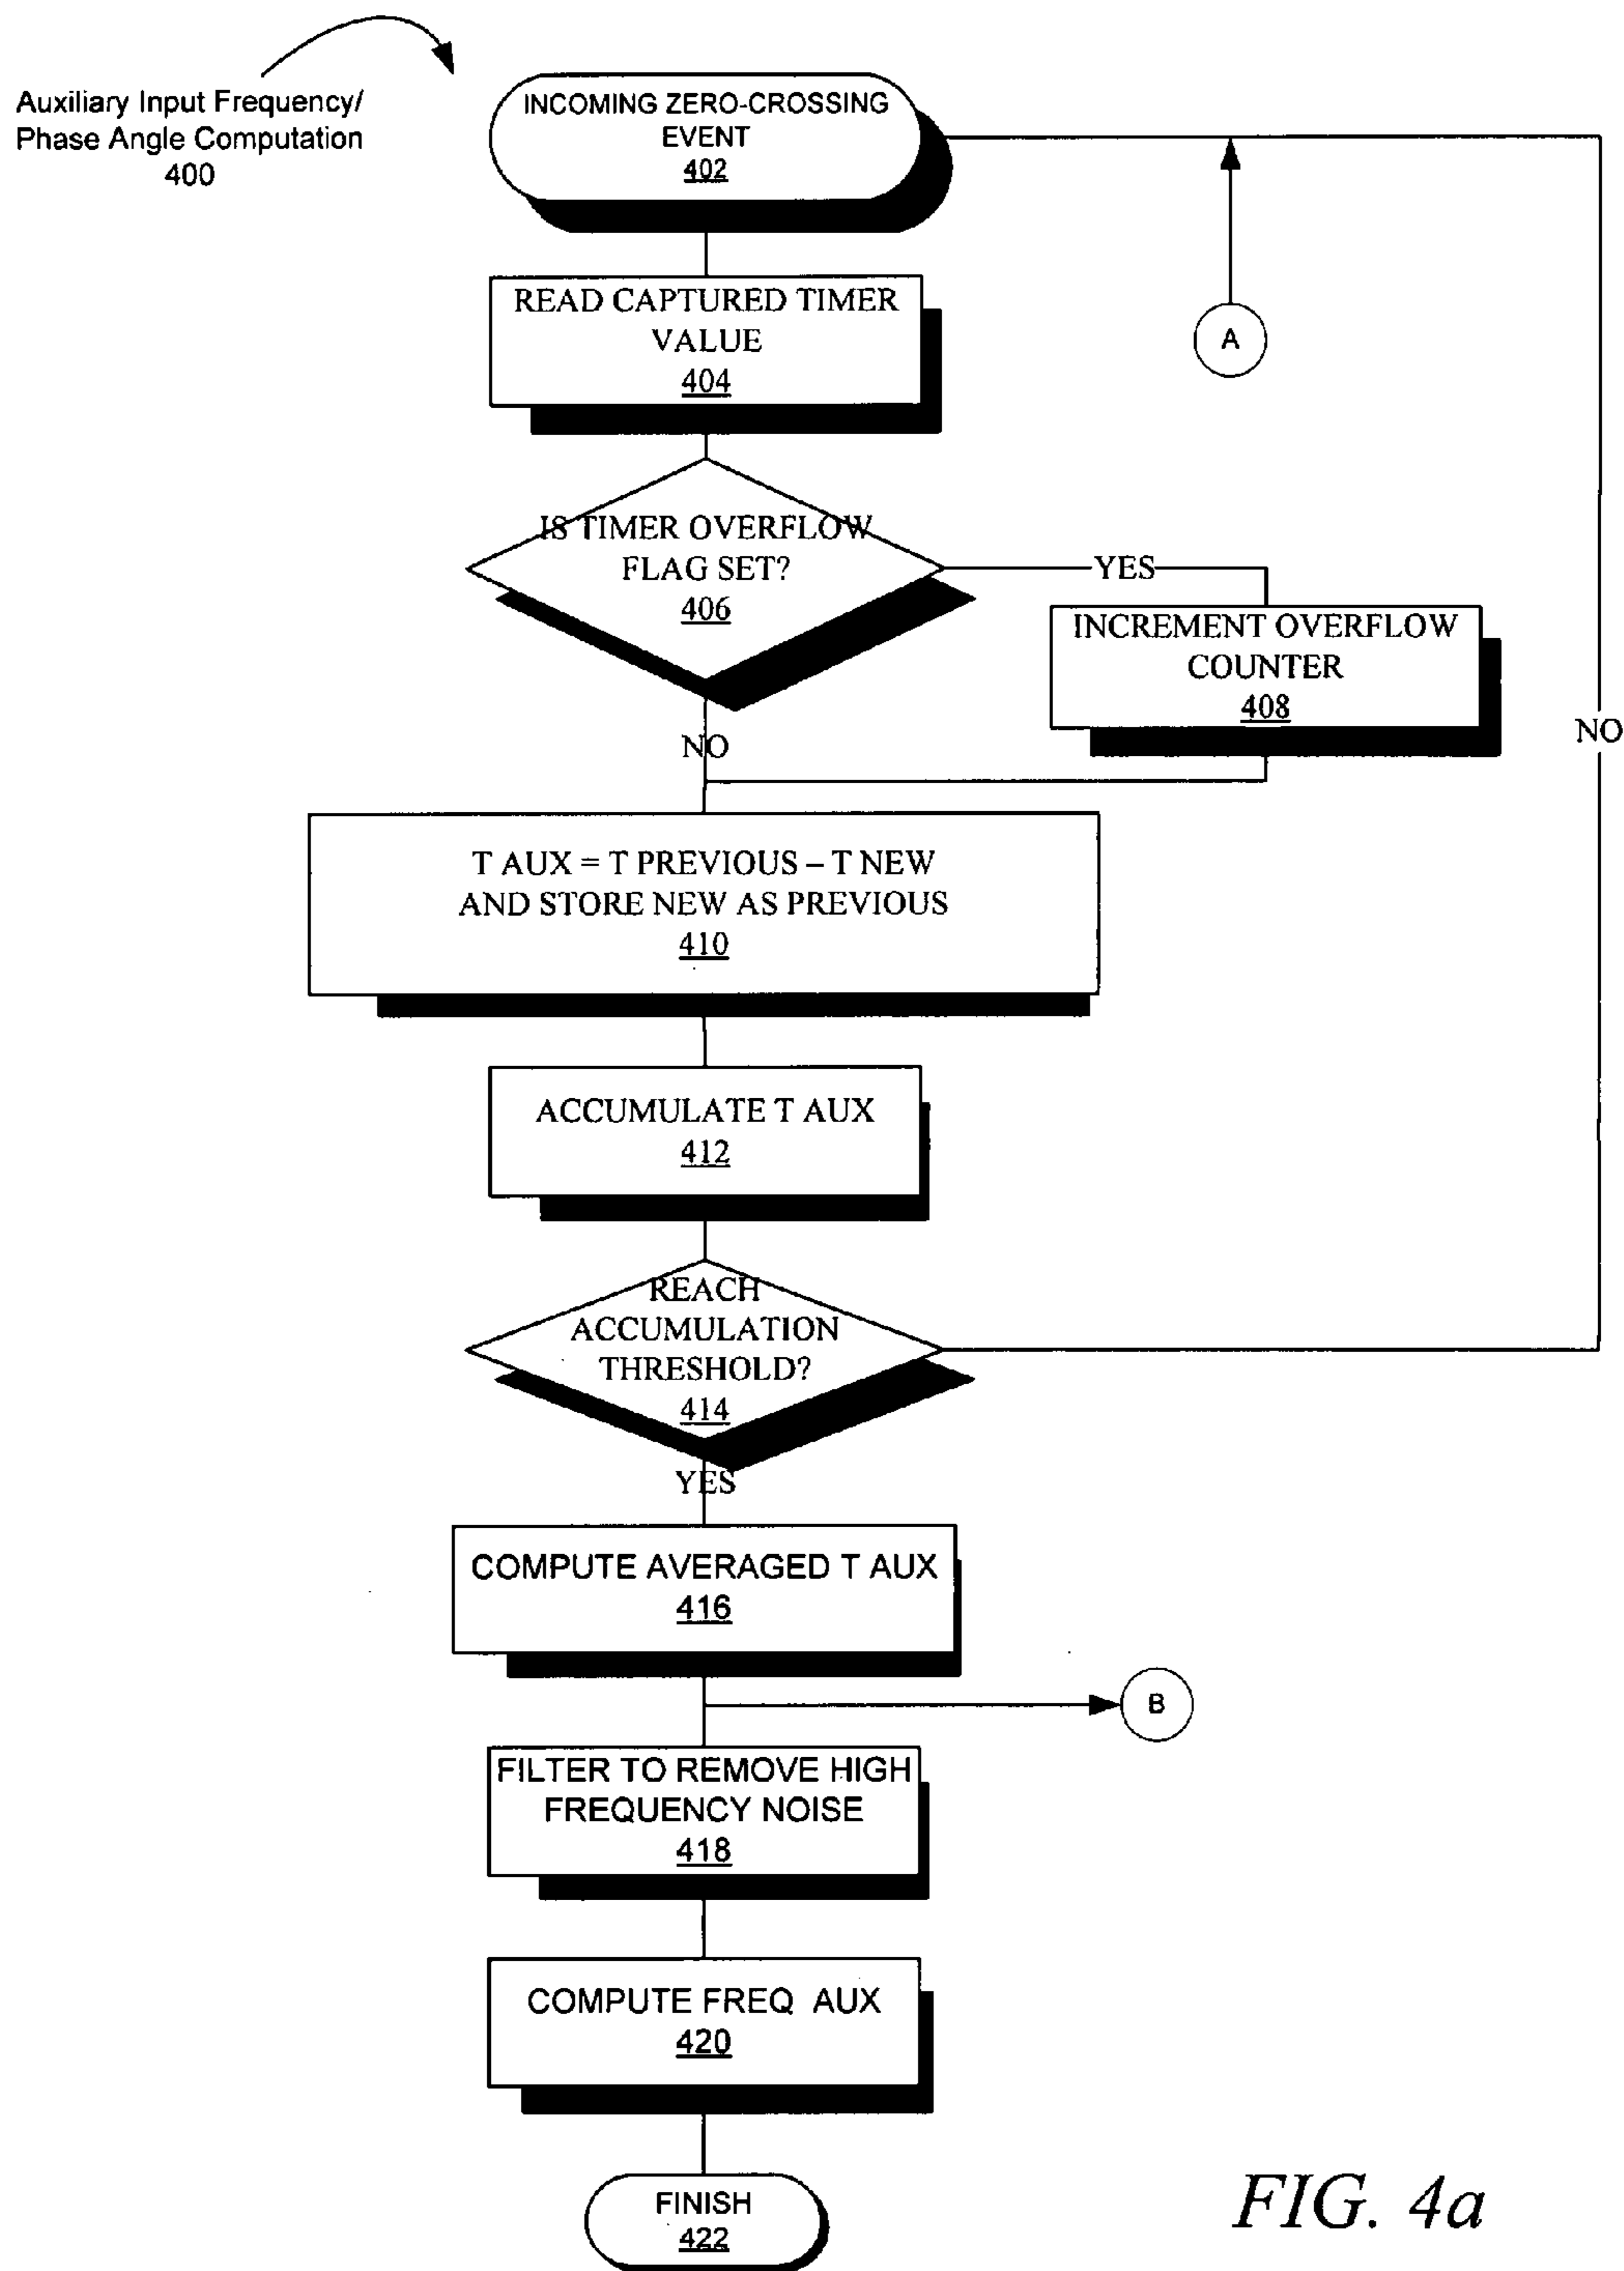 Auxiliary Input Frequency/
Phase Angle Computation
400
INCOMING ZERO-CROSSING
EVENT
402
READ CAPTURED TIMER
VALUE
404
A
IS TIMER OVERFLOW
FLAG SET?
406
YES
INCREMENT OVERFLOW
COUNTER
408
NO
NO
T AUX = T PREVIOUS – T NEW
AND STORE NEW AS PREVIOUS
410
ACCUMULATE T AUX
412
REACH
ACCUMULATION
THRESHOLD?
414
YES
COMPUTE AVERAGED T AUX
416
B
FILTER TO REMOVE HIGH
FREQUENCY NOISE
418
COMPUTE FREQ AUX
420
FINISH
422
FIG. 4a